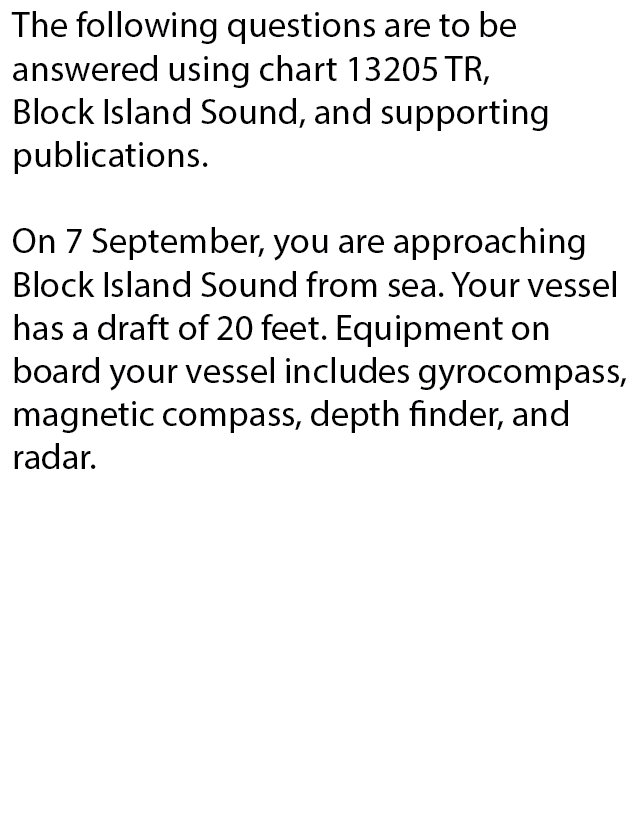 The following questions are to be
answered using chart 13205 TR,
Block Island Sound, and supporting
publications.
On 7 September, you are approaching
Block Island Sound from sea. Your vessel
has a draft of 20 feet. Equipment on
board your vessel includes gyrocompass,
magnetic compass, depth finder, and
radar.